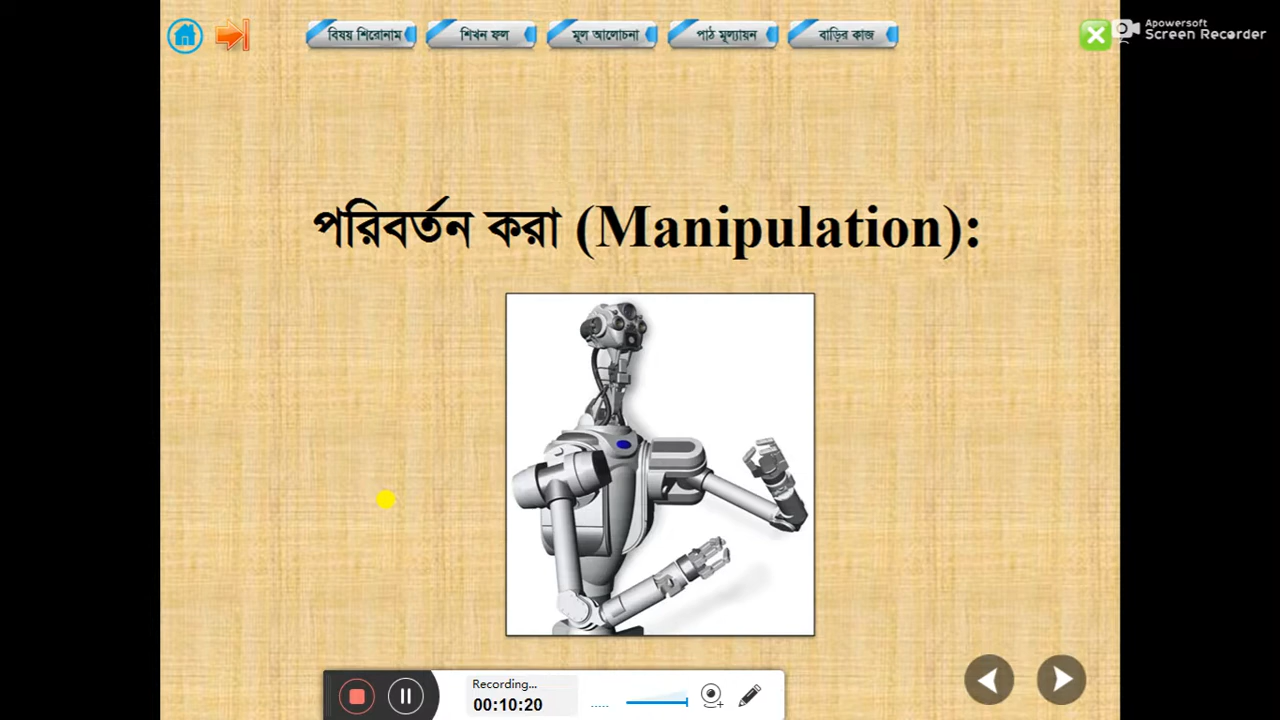 বিষয় শিরোনাম
শিখন ফল
মূল আলোচনা
পাঠ মূল্যায়ন
বাড়ির কাজ
Apowersoft
Screen Recorder
পরিবর্তন করা (Manipulation):
Recording...
00:10:20